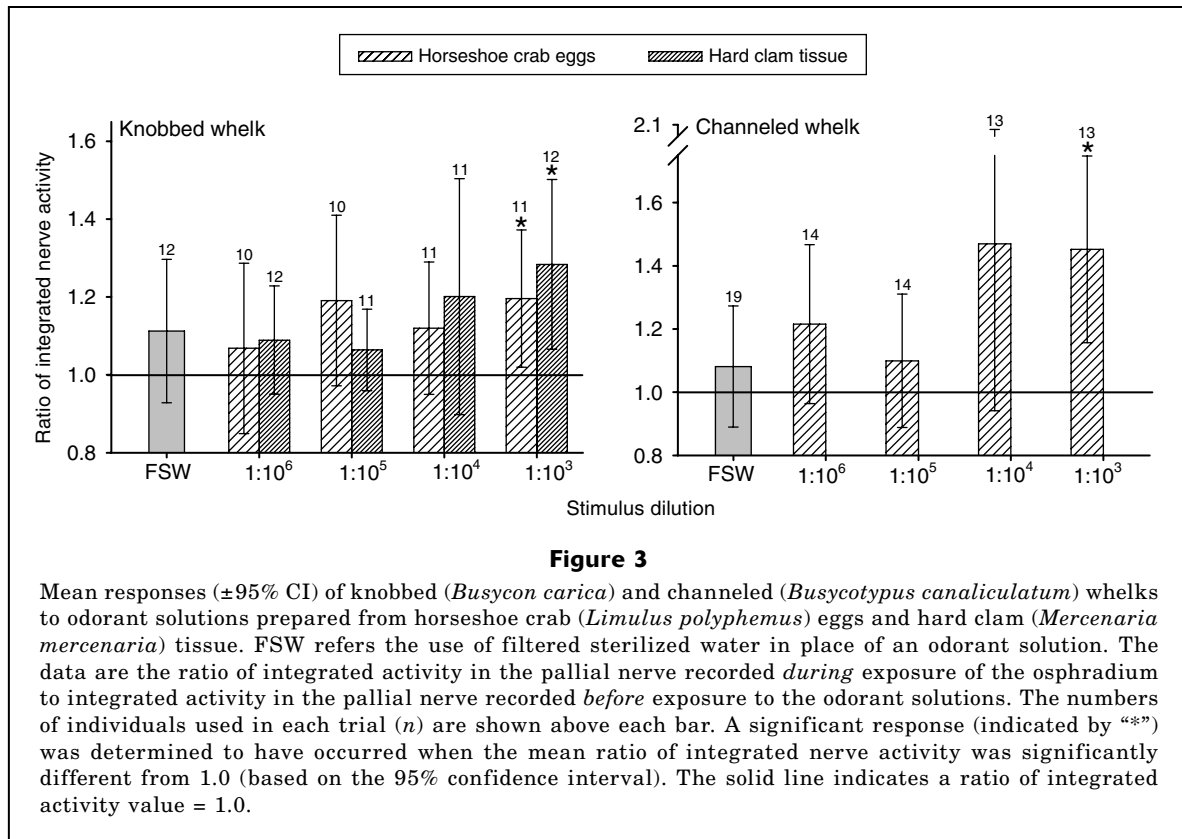 Horseshoe crab eggs Hard clam tissue
Knobbed whelk
Channeled whelk
Ratio of integrated nerve activity
1.6
1.4
1.2
1.0
0.8
12
10
12
10
11
11
11
11
*
12
*
FSW 1:10⁶ 1:10⁵ 1:10⁴ 1:10³
2.1
1.6
1.4
1.2
1.0
0.8
19
14
14
13
13
*
FSW 1:10⁶ 1:10⁵ 1:10⁴ 1:10³
Stimulus dilution
Figure 3
Mean responses (±95% CI) of knobbed (Busycon carica) and channeled (Busycotypus canaliculatum) whelks
to odorant solutions prepared from horseshoe crab (Limulus polyphemus) eggs and hard clam (Mercenaria
mercenaria) tissue. FSW refers the use of filtered sterilized water in place of an odorant solution. The
data are the ratio of integrated activity in the pallial nerve recorded during exposure of the osphradium
to integrated activity in the pallial nerve recorded before exposure to the odorant solutions. The numbers
of individuals used in each trial (n) are shown above each bar. A significant response (indicated by “*”)
was determined to have occurred when the mean ratio of integrated nerve activity was significantly
different from 1.0 (based on the 95% confidence interval). The solid line indicates a ratio of integrated
activity value = 1.0.